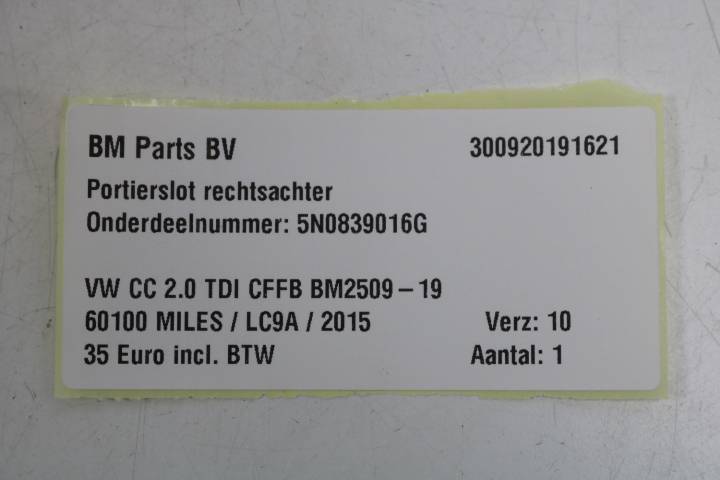 BM Parts BV 300920191621
Portierslot rechtsachter
Onderdeelnummer: 5N0839016G
VW CC 2.0 TDI CFFB BM2509 – 19
60100 MILES / LC9A / 2015 Verz: 10
35 Euro incl. BTW Aantal: 1